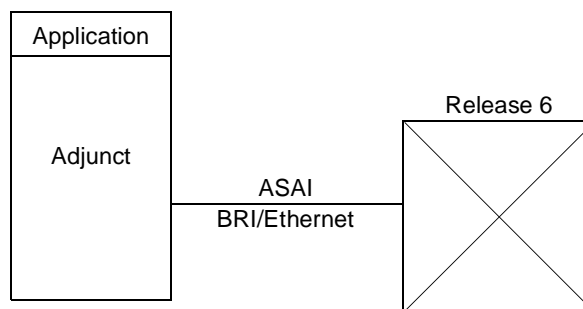 Application
Adjunct
Release 6
ASAI
BRI/Ethernet